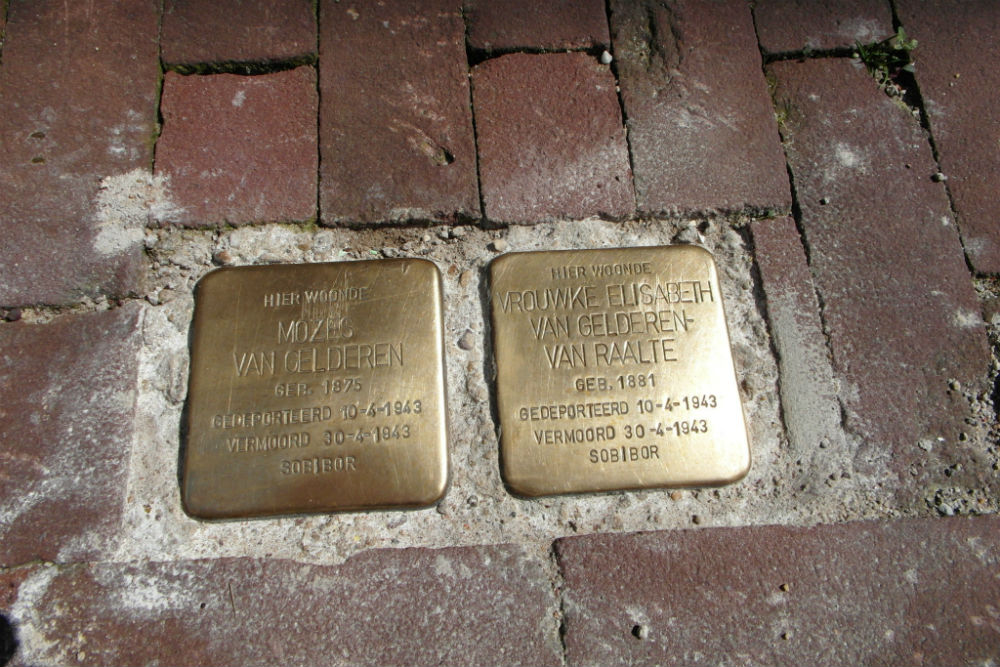 HIER WOONDE
MOZES
VAN GELDEREN
GEB. 1875
GEDEPORTEERD 10-4-1943
VERMOORD 30-4-1943
SOBIBOR
HIER WOONDE
VROUWKE ELISABETH
VAN GELDEREN-
VAN RAALTE
GEB. 1881
GEDEPORTEERD 10-4-1943
VERMOORD 30-4-1943
SOBIBOR